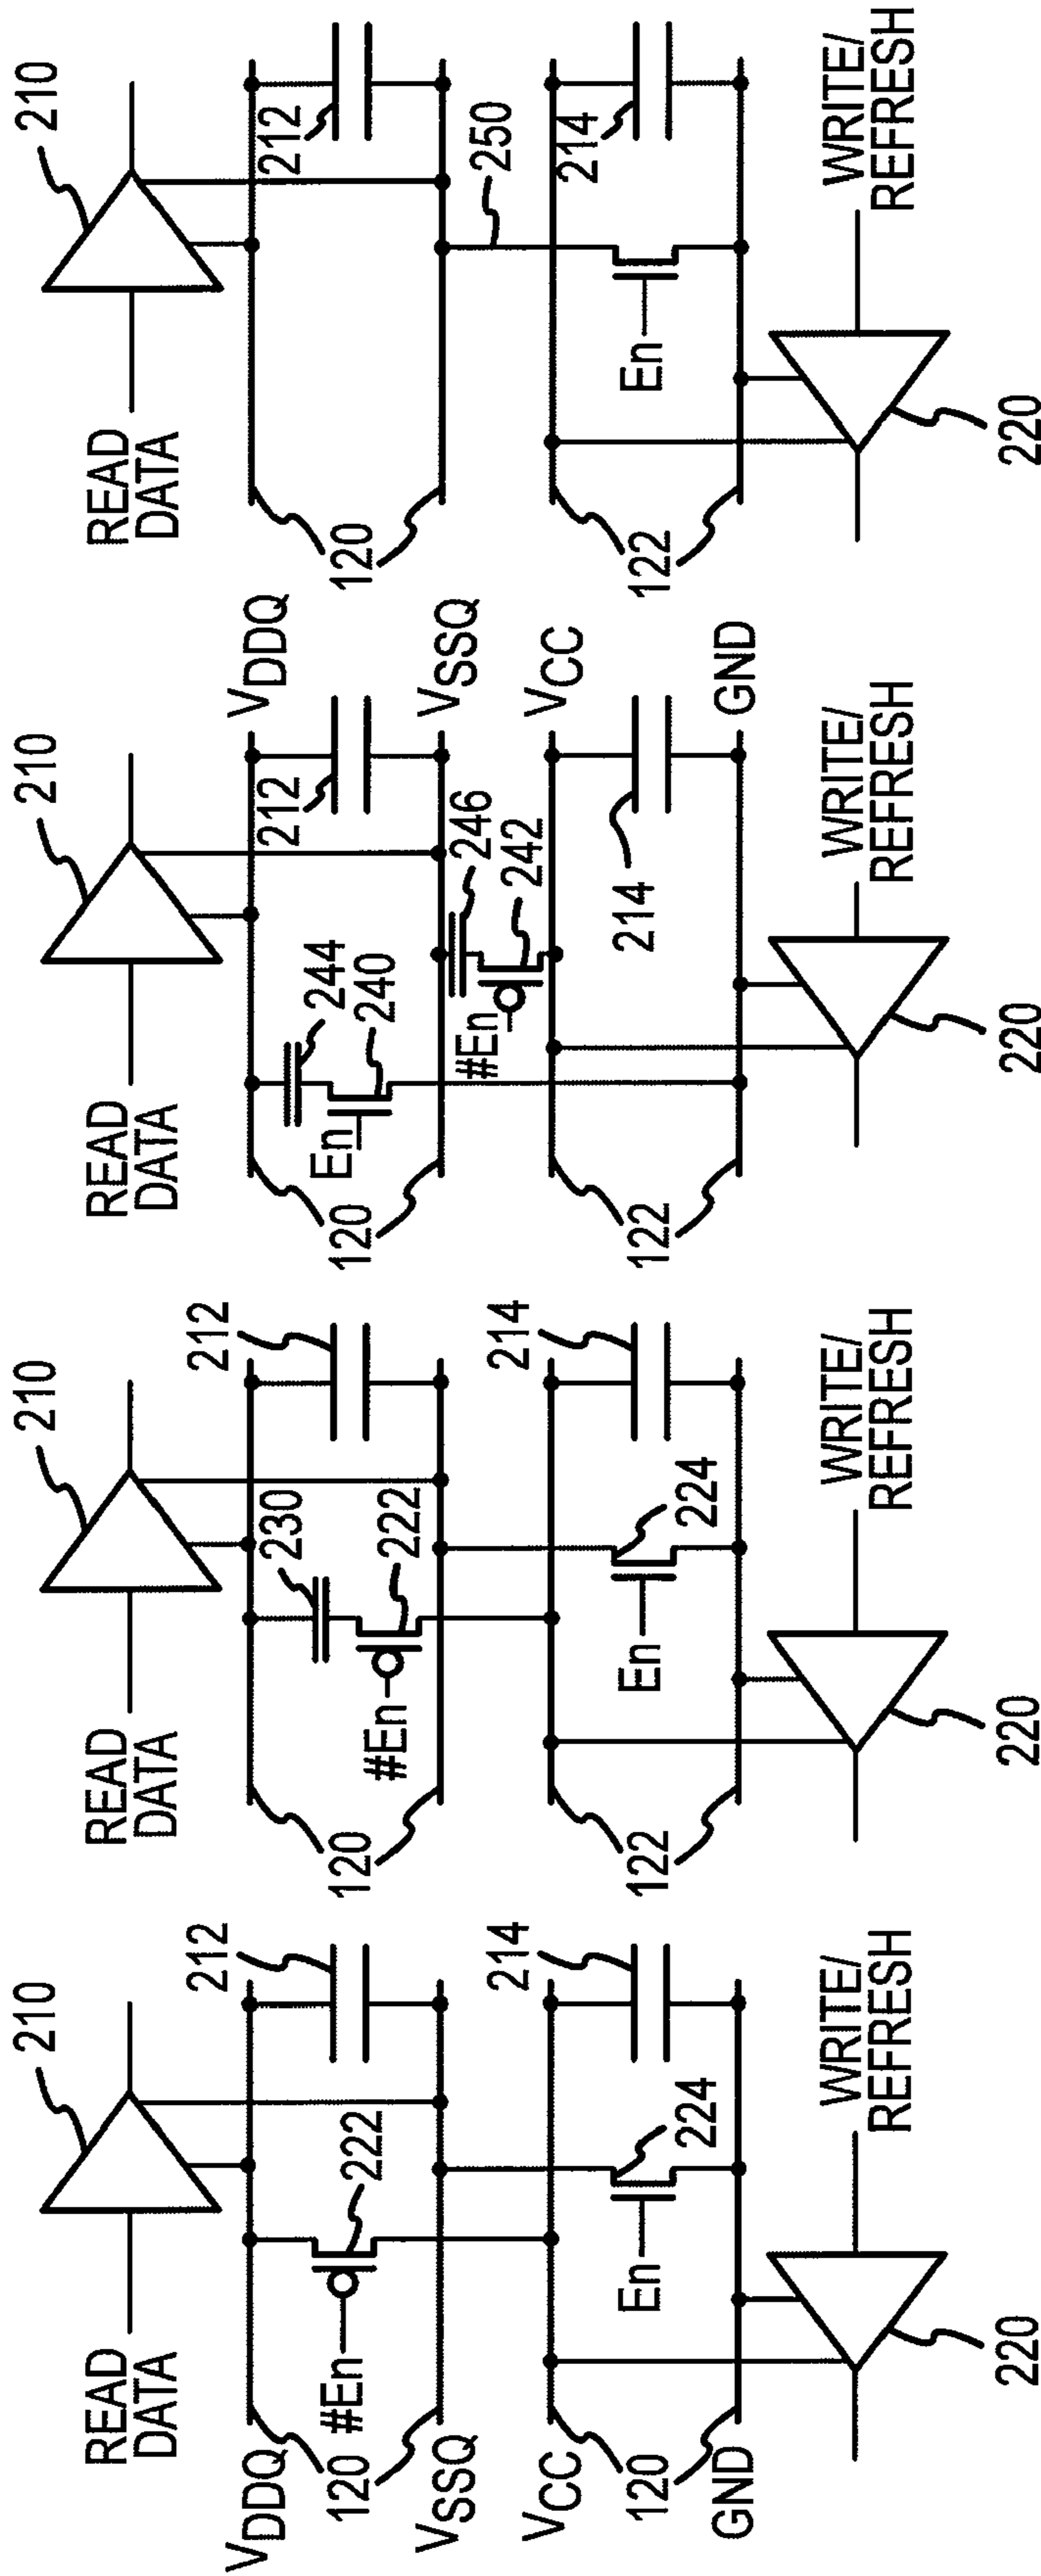 210
READ
DATA
VDDQ
120
#En
222
212
VSSQ
VCC
120
En
224
214
GND
WRITE/
REFRESH
220
210
READ
DATA
230
212
120
#En
222
122
En
224
214
WRITE/
REFRESH
220
210
READ
DATA
VDDQ
244
240
En
212
120
VSSQ
246
242
#En
VCC
122
214
GND
WRITE/
REFRESH
220
210
READ
DATA
212
120
250
122
En
214
WRITE/
REFRESH
220